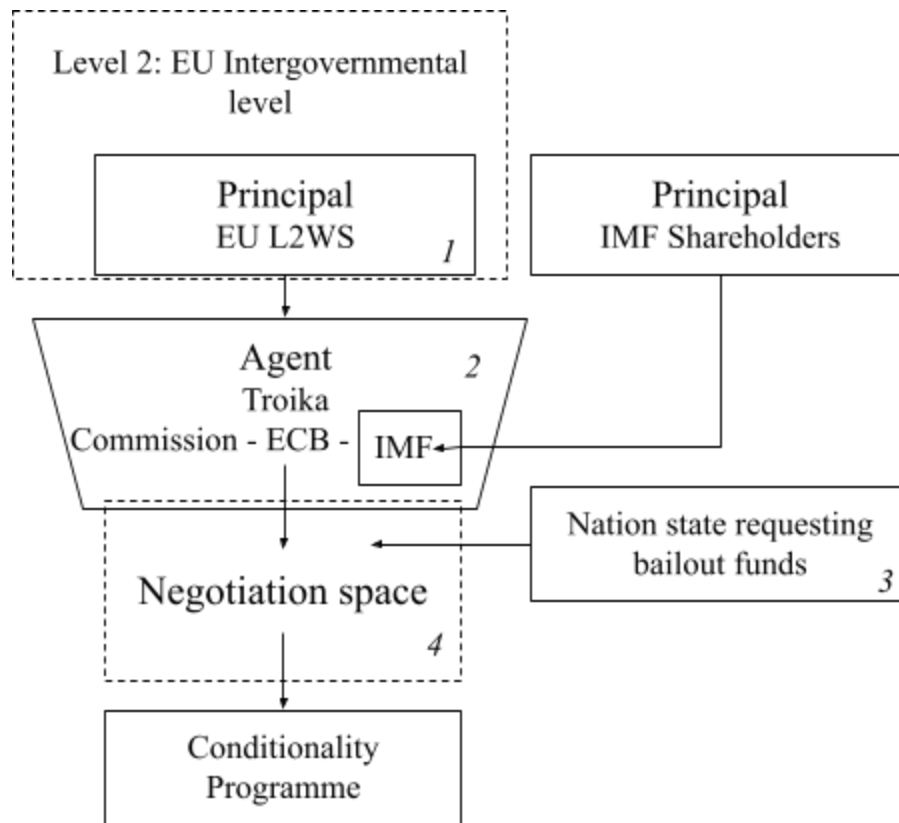 Level 2: EU Intergovernmental
level
Principal
EU L2WS
1
Principal
IMF Shareholders
Agent
2
Troika
Commission - ECB -
IMF
Nation state requesting
bailout funds
3
Negotiation space
4
Conditionality
Programme